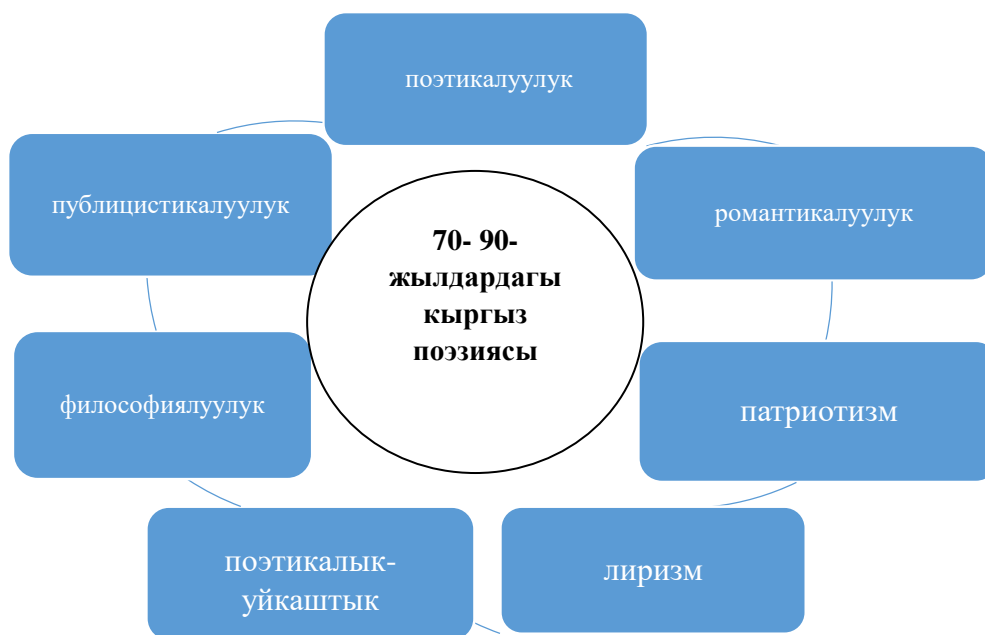 поэтикалуулук
публицистикалуулук
романтикалуулук
70- 90-
жылдардагы
кыргыз
поэзиясы
философиялуулук
патриотизм
поэтикалык-
уйкаштык
лиризм